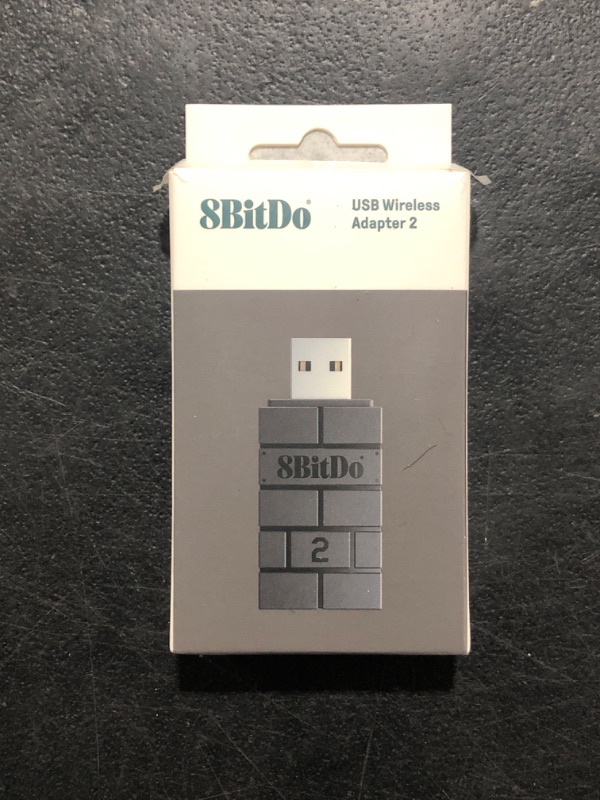 8BitDo
USB Wireless
Adapter 2
8BitDo
2